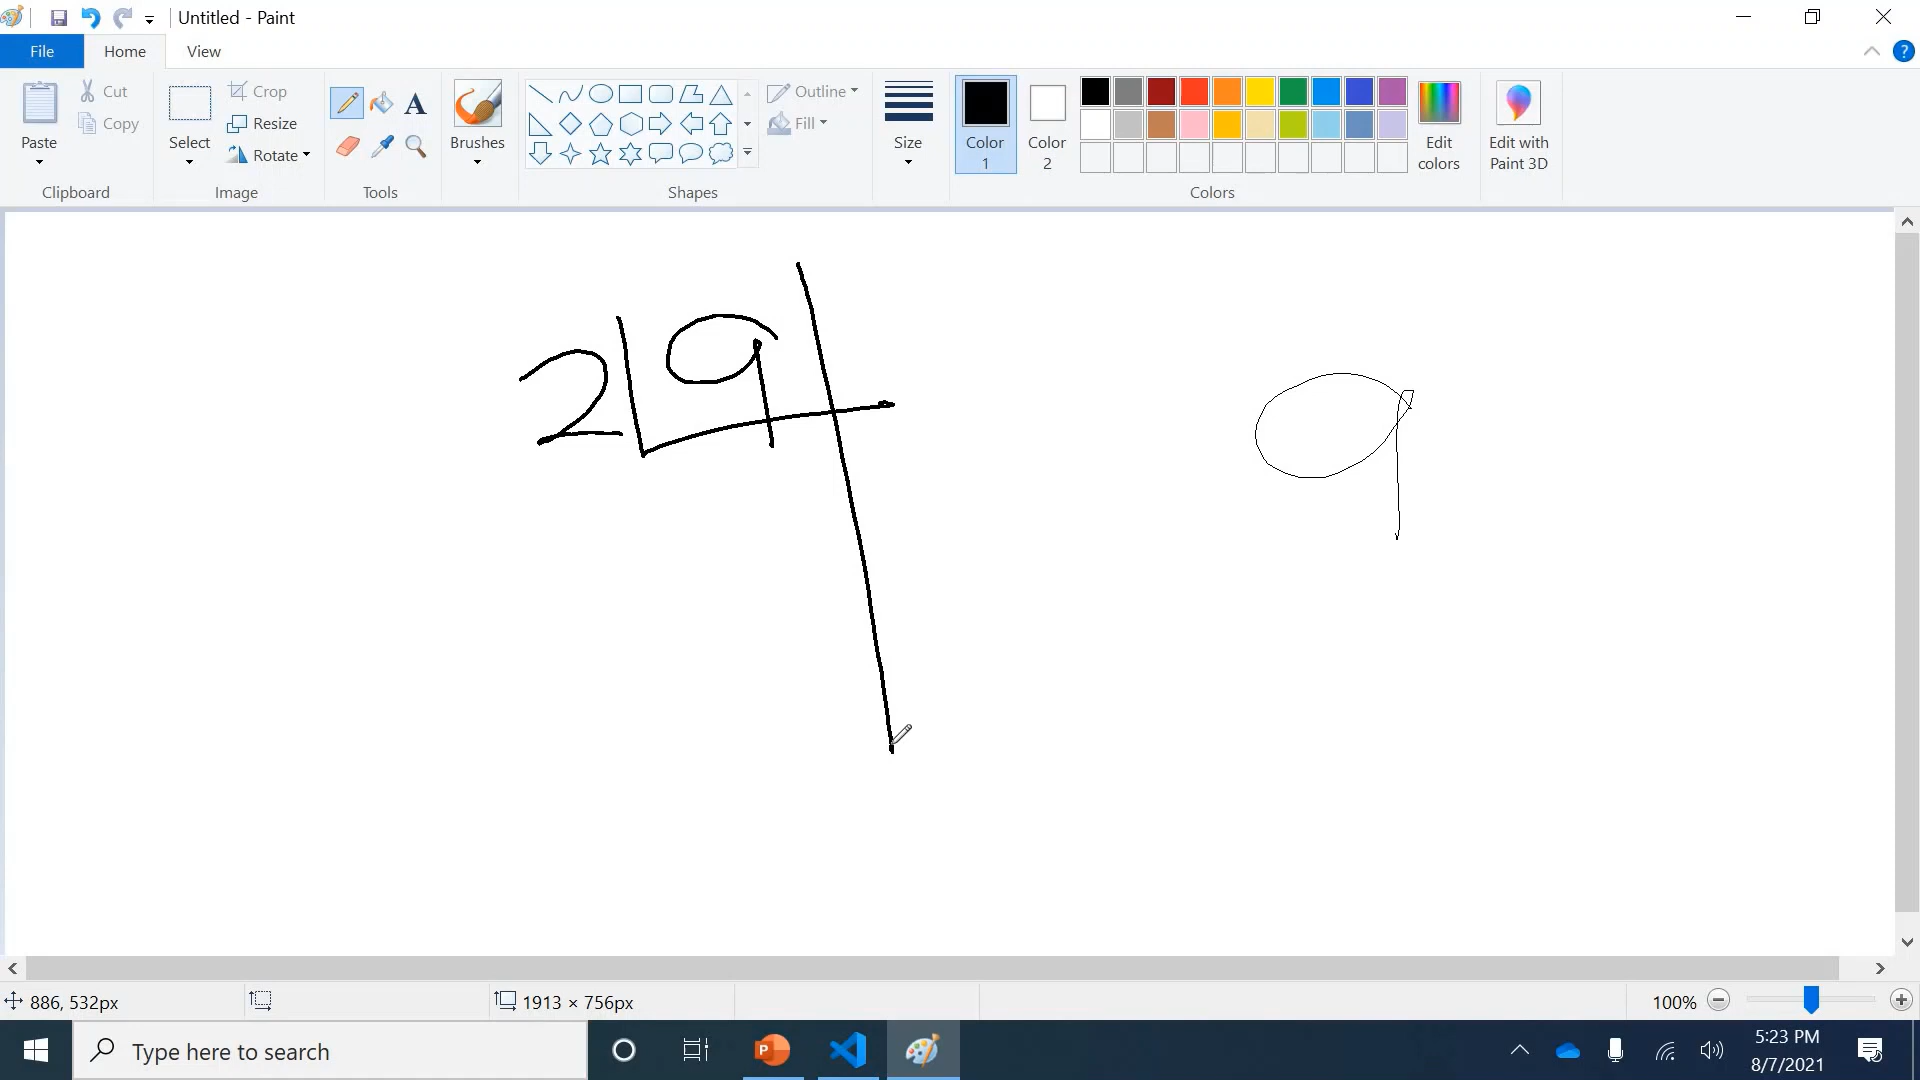 Untitled - Paint
File Home View
Paste Cut Copy Clipboard
Select Crop Resize Rotate Image
A Tools
Brushes
Outline Fill Shapes
Size
Color 1 Color 2
Edit colors Colors
Edit with Paint 3D
?
2 9
9
886, 532px 1913 × 756px 100%
Type here to search
P
5:23 PM
8/7/2021